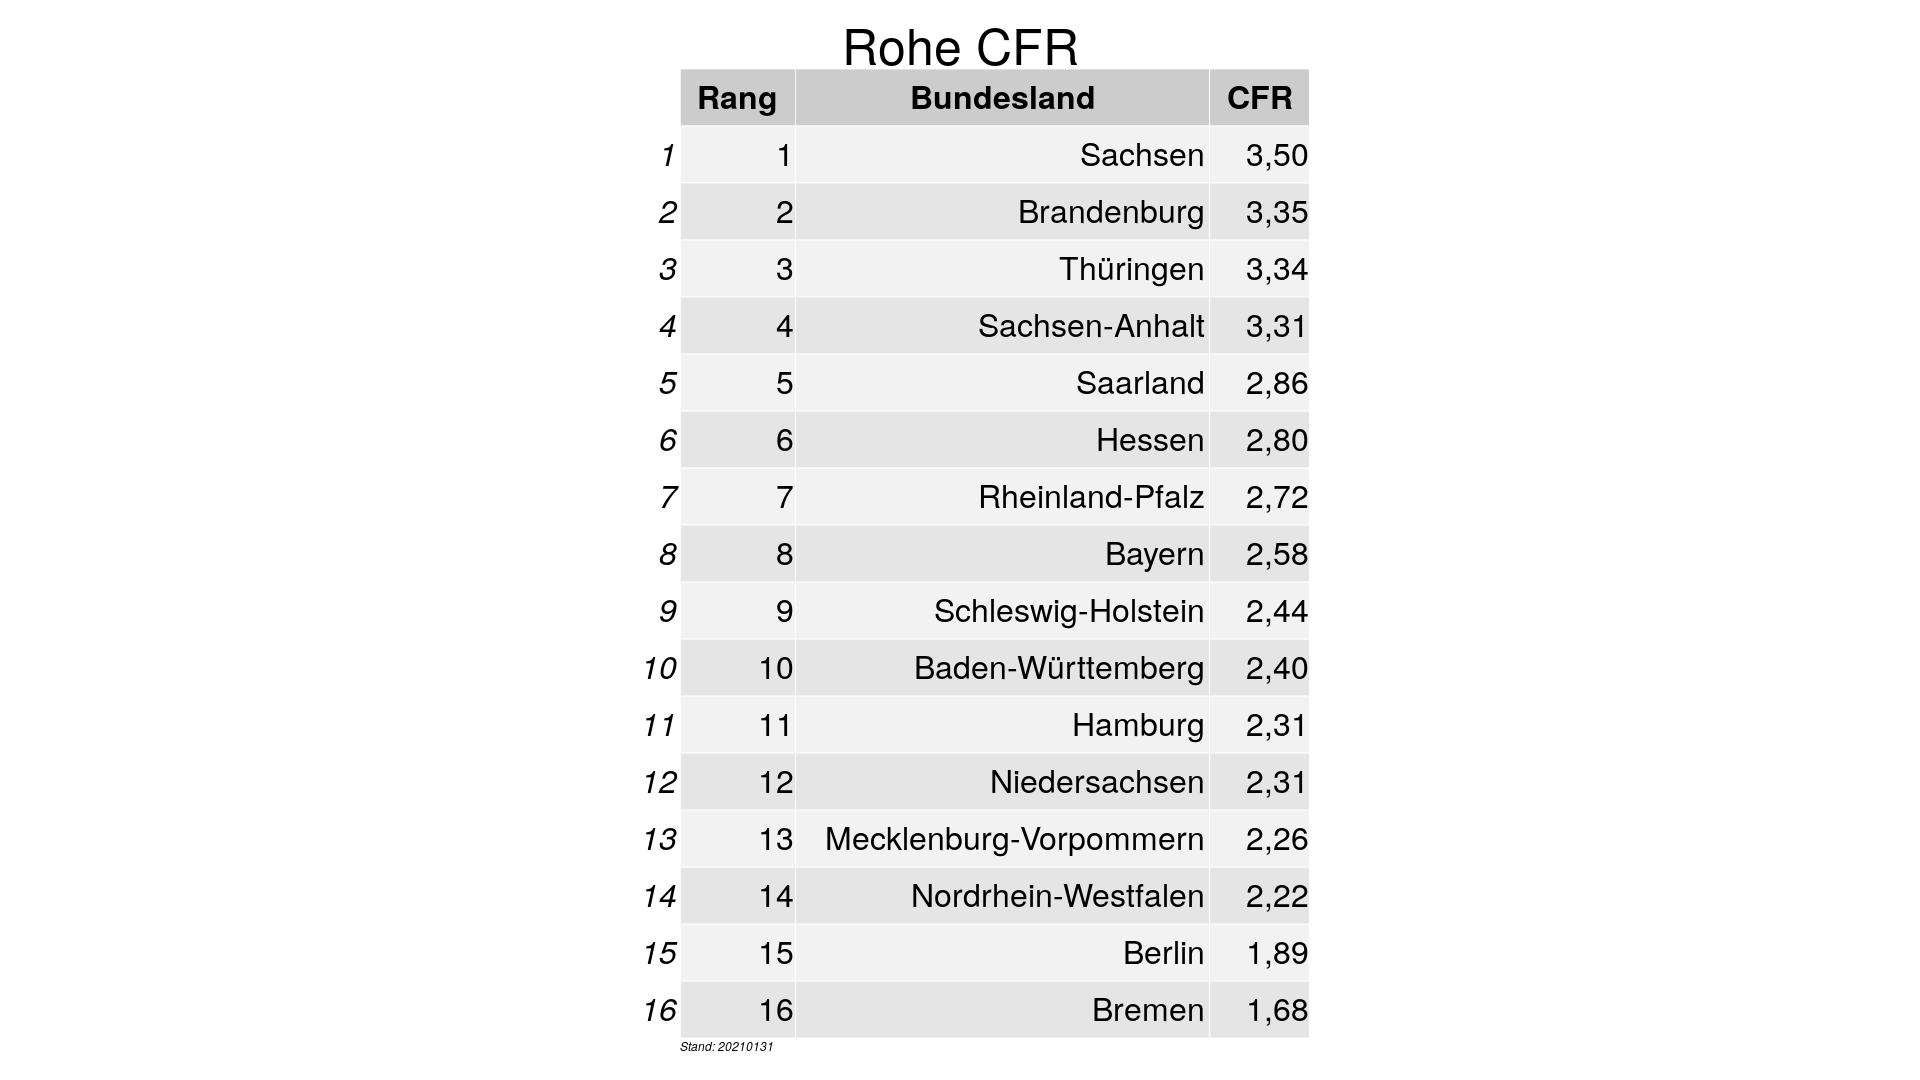 Rohe CFR
Rang Bundesland CFR
1 1 Sachsen 3,50
2 2 Brandenburg 3,35
3 3 Thüringen 3,34
4 4 Sachsen-Anhalt 3,31
5 5 Saarland 2,86
6 6 Hessen 2,80
7 7 Rheinland-Pfalz 2,72
8 8 Bayern 2,58
9 9 Schleswig-Holstein 2,44
10 10 Baden-Württemberg 2,40
11 11 Hamburg 2,31
12 12 Niedersachsen 2,31
13 13 Mecklenburg-Vorpommern 2,26
14 14 Nordrhein-Westfalen 2,22
15 15 Berlin 1,89
16 16 Bremen 1,68
Stand: 20210131